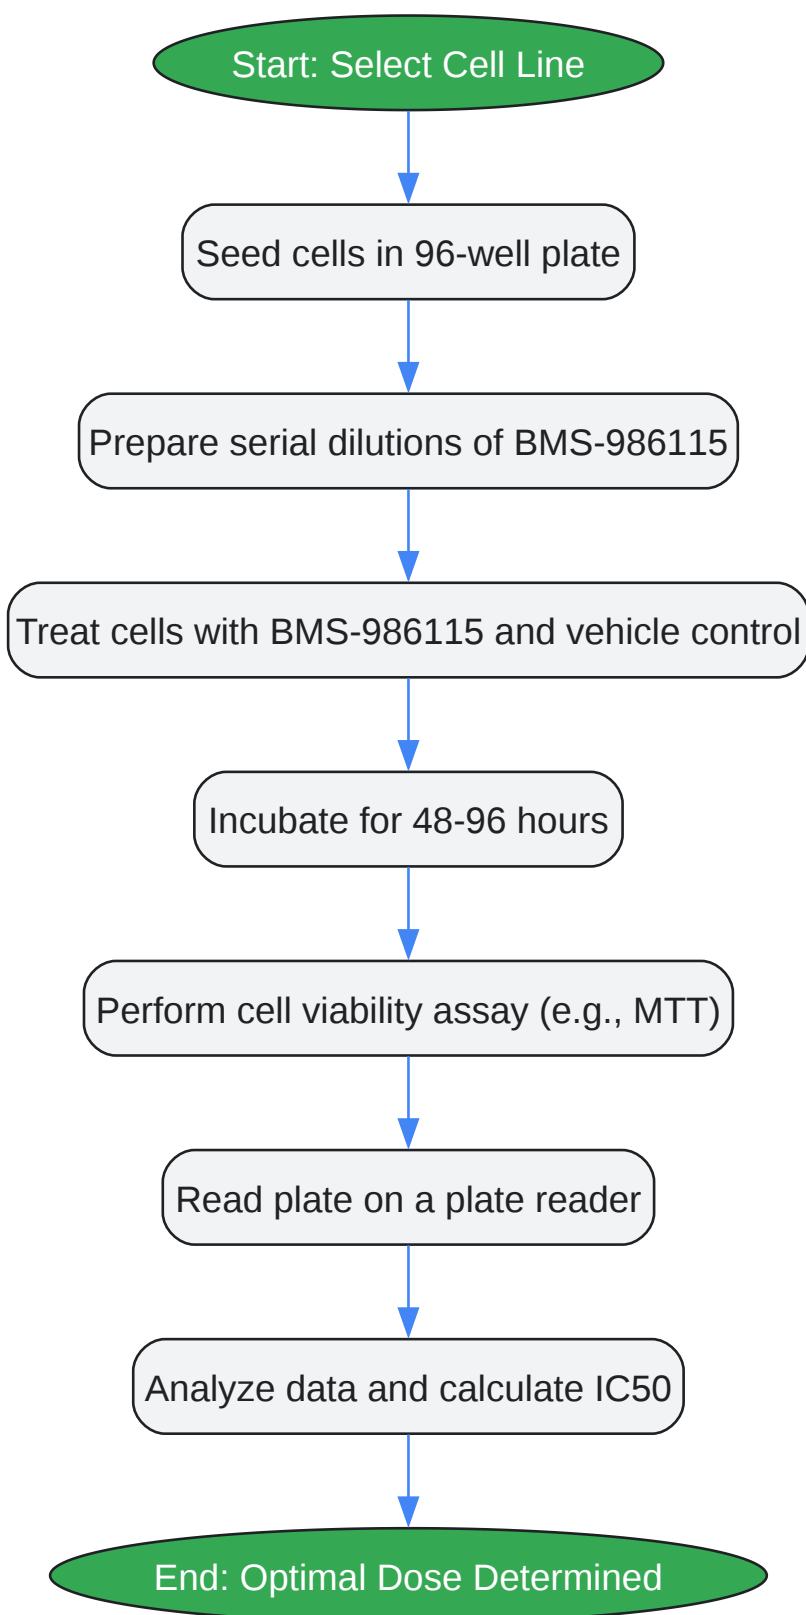 Start: Select Cell Line
Seed cells in 96-well plate
Prepare serial dilutions of BMS-986115
Treat cells with BMS-986115 and vehicle control
Incubate for 48-96 hours
Perform cell viability assay (e.g., MTT)
Read plate on a plate reader
Analyze data and calculate IC50
End: Optimal Dose Determined